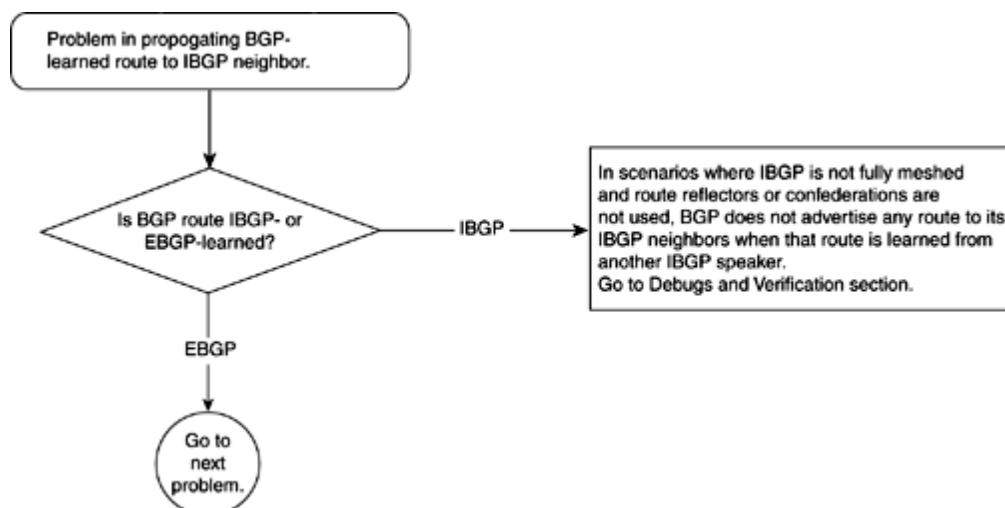 Problem in propogating BGP-
learned route to IBGP neighbor.
Is BGP route IBGP- or
EBGP-learned?
IBGP
In scenarios where IBGP is not fully meshed
and route reflectors or confederations are
not used, BGP does not advertise any route to its
IBGP neighbors when that route is learned from
another IBGP speaker.
Go to Debugs and Verification section.
EBGP
Go to
next
problem.